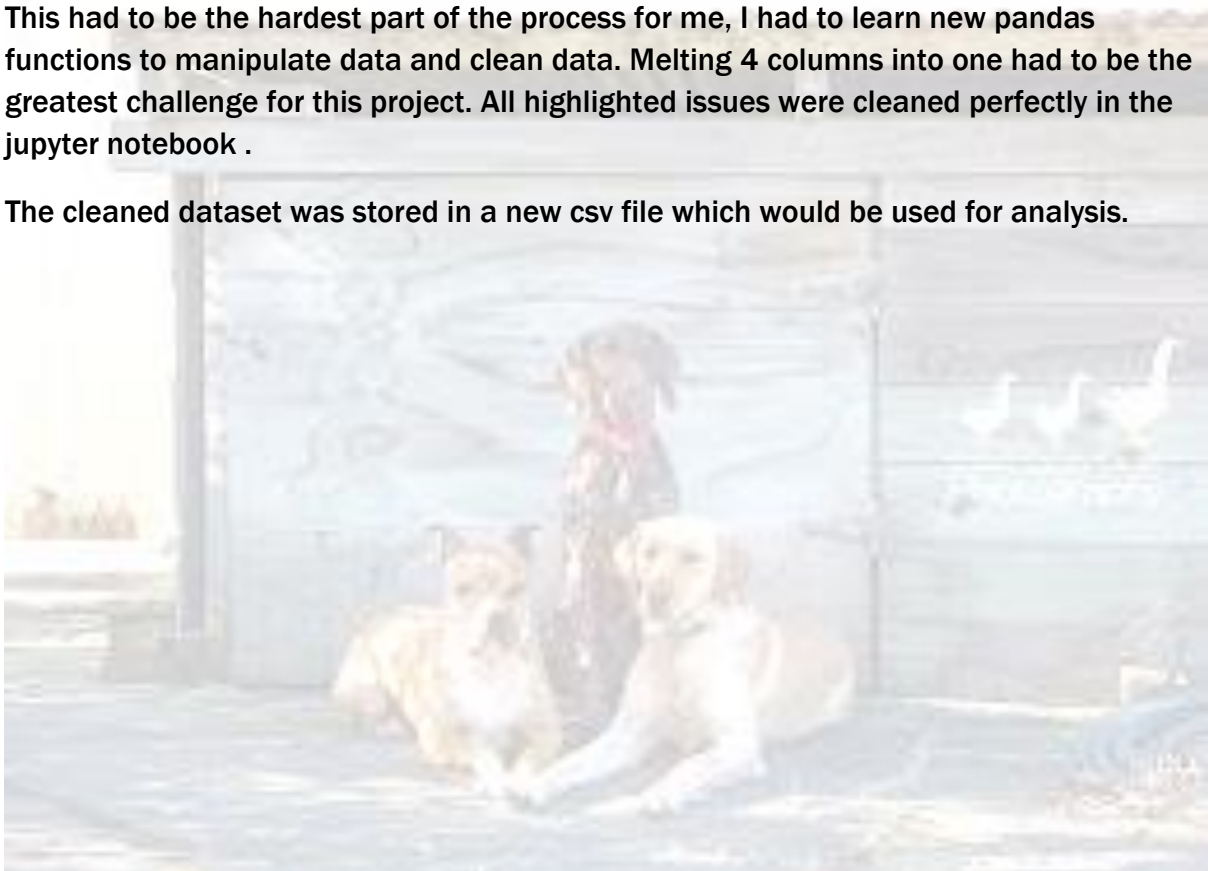 This had to be the hardest part of the process for me, I had to learn new pandas
functions to manipulate data and clean data. Melting 4 columns into one had to be the
greatest challenge for this project. All highlighted issues were cleaned perfectly in the
jupyter notebook .
The cleaned dataset was stored in a new csv file which would be used for analysis.